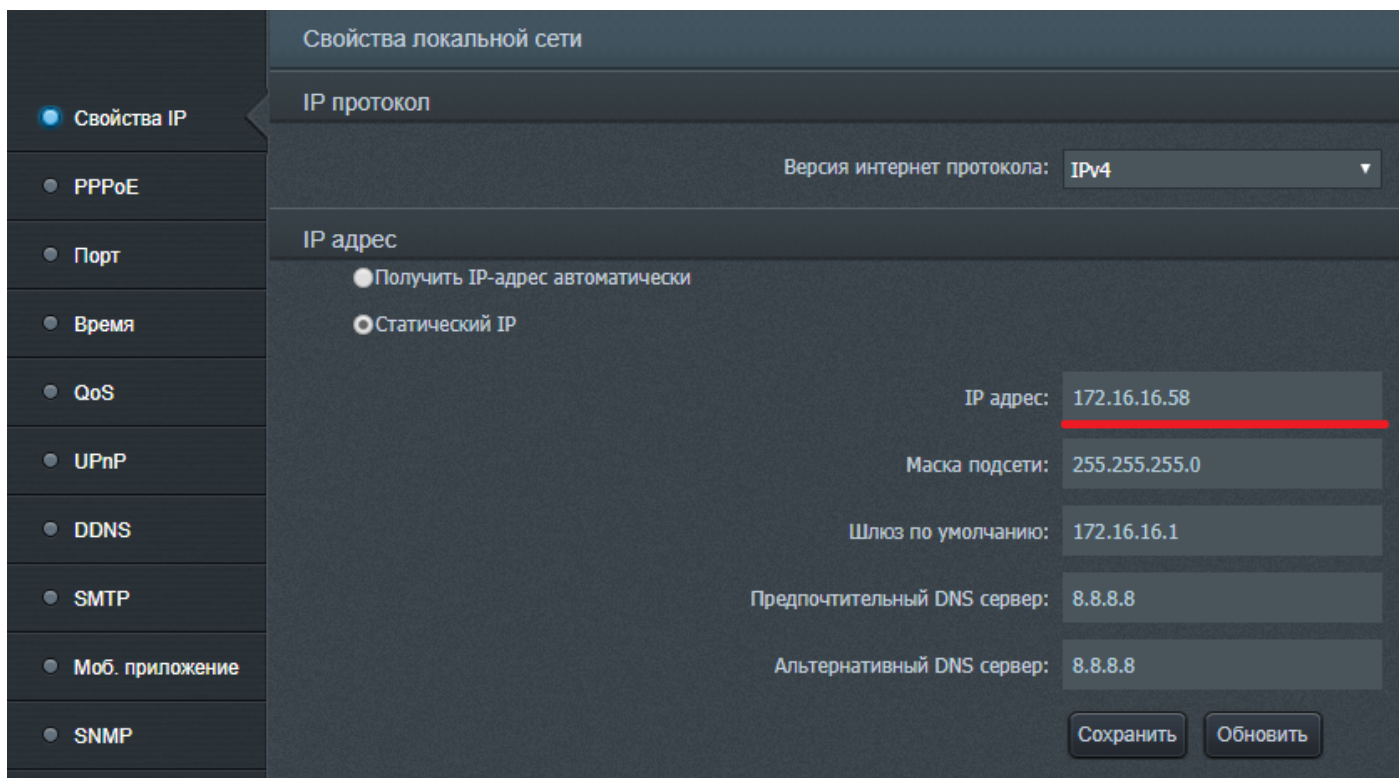 Свойства локальной сети
IP протокол
Свойства IP
Версия интернет протокола: IPv4
PPPoE
IP адрес
Порт
Получить IP-адрес автоматически
Время
Статический IP
QoS
IP адрес: 172.16.16.58
UPnP
Маска подсети: 255.255.255.0
DDNS
Шлюз по умолчанию: 172.16.16.1
SMTP
Предпочтительный DNS сервер: 8.8.8.8
Моб. приложение
Альтернативный DNS сервер: 8.8.8.8
SNMP
Сохранить Обновить